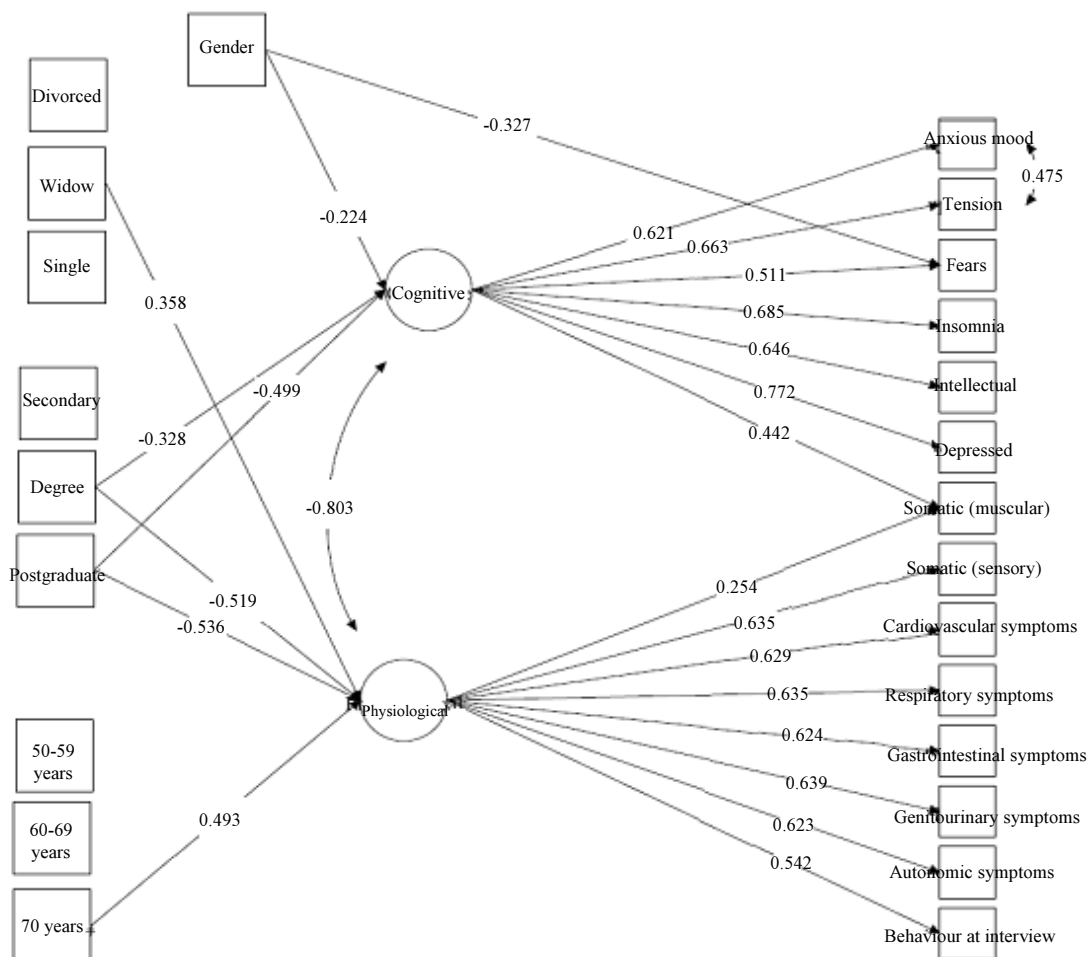 Gender
Divorced
Widow
Single
Secondary
Degree
Postgraduate
50-59
years
60-69
years
70 years
-0.327
-0.224
0.358
-0.499
-0.328
-0.803
-0.519
-0.536
0.493
Cognitive
Physiological
0.621
0.663
0.511
0.685
0.646
0.772
0.442
0.254
0.635
0.629
0.635
0.624
0.639
0.623
0.542
Anxious mood
0.475
Tension
Fears
Insomnia
Intellectual
Depressed
Somatic (muscular)
Somatic (sensory)
Cardiovascular symptoms
Respiratory symptoms
Gastrointestinal symptoms
Genitourinary symptoms
Autonomic symptoms
Behaviour at interview